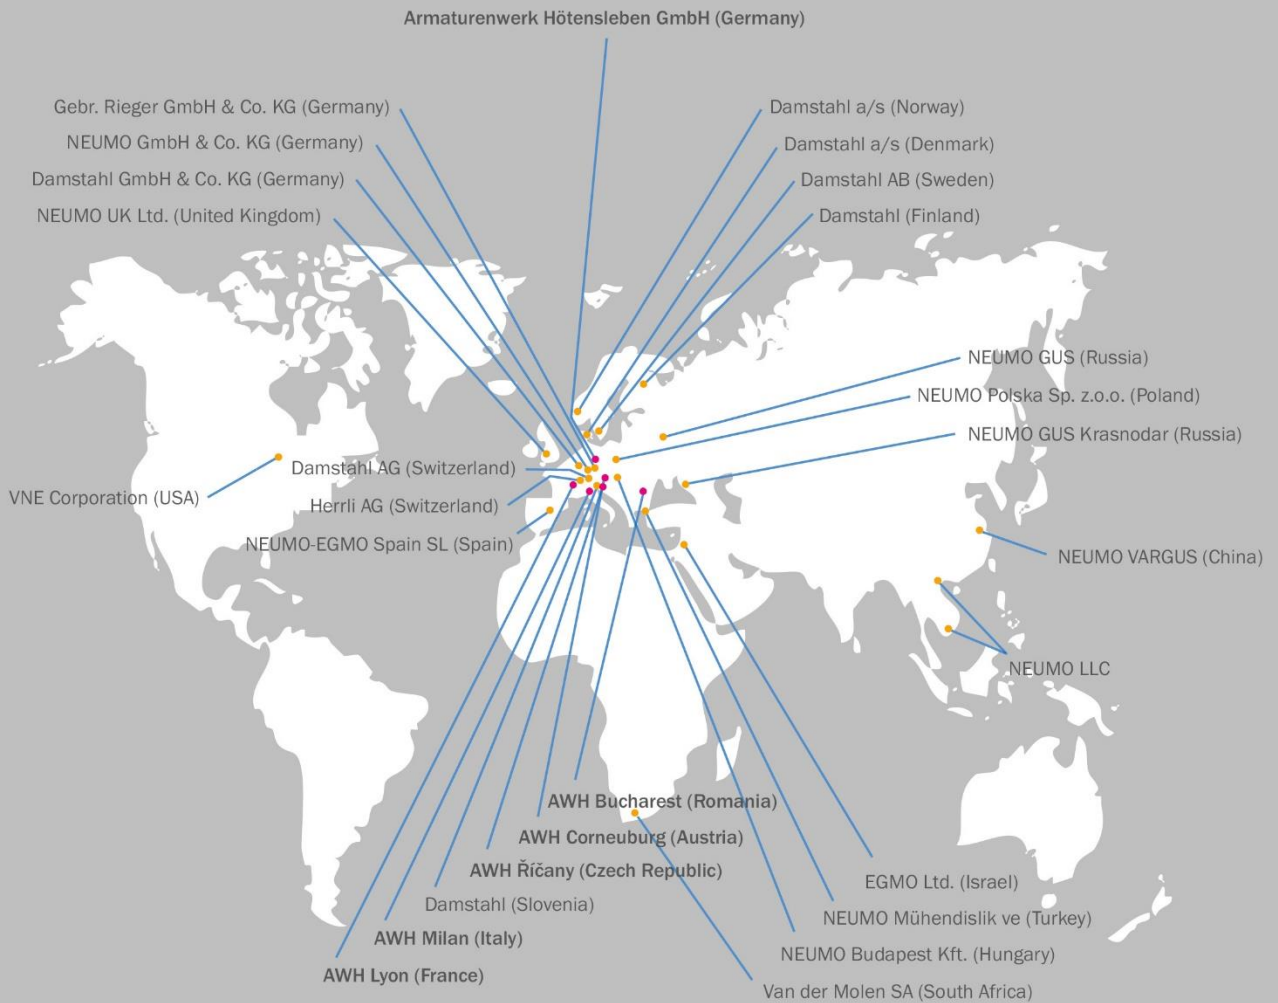 Armaturenwerk Hötensleben GmbH (Germany)
Gebr. Rieger GmbH & Co. KG (Germany)
NEUMO GmbH & Co. KG (Germany)
Damstahl GmbH & Co. KG (Germany)
NEUMO UK Ltd. (United Kingdom)
Damstahl a/s (Norway)
Damstahl a/s (Denmark)
Damstahl AB (Sweden)
Damstahl (Finland)
NEUMO GUS (Russia)
NEUMO Polska Sp. z.o.o. (Poland)
NEUMO GUS Krasnodar (Russia)
Damstahl AG (Switzerland)
VNE Corporation (USA)
Herrli AG (Switzerland)
NEUMO-EGMO Spain SL (Spain)
NEUMO VARGUS (China)
NEUMO LLC
AWH Bucharest (Romania)
AWH Corneuburg (Austria)
AWH Říčany (Czech Republic)
Damstahl (Slovenia)
AWH Milan (Italy)
AWH Lyon (France)
EGMO Ltd. (Israel)
NEUMO Mühendislik ve (Turkey)
NEUMO Budapest Kft. (Hungary)
Van der Molen SA (South Africa)